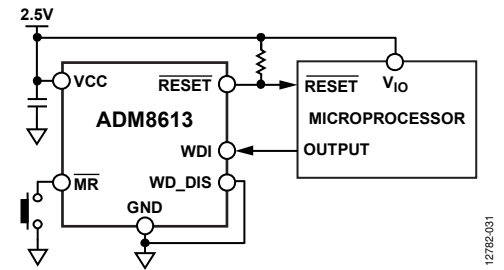 2.5V
VCC
RESET
RESET
VIO
ADM8613
MICROPROCESSOR
WDI
OUTPUT
MR
WD_DIS
GND
12782-031